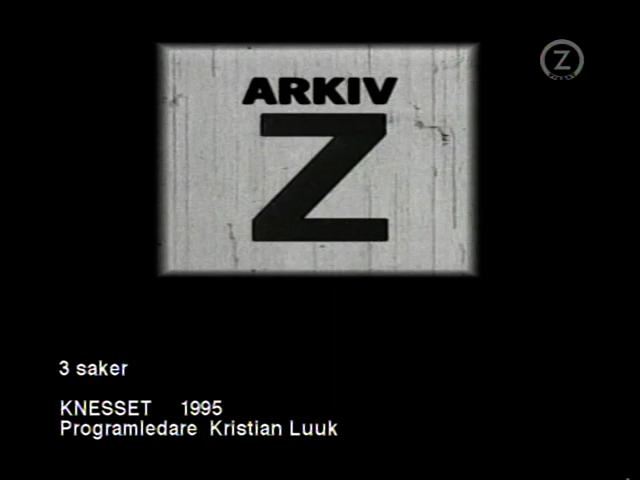 ARKIV
Z
Z
3 saker
KNESSET 1995
Programledare Kristian Luuk